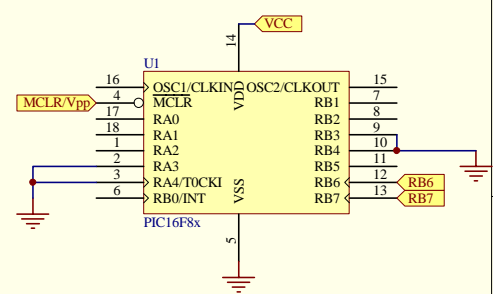 VCC
14
U1
16 OSC1/CLKIN OSC2/CLKOUT 15
MCLR/Vpp 4 MCLR VDD RB1 7
17 RA0 RB2 8
18 RA1 RB3 9
1 RA2 RB4 10
2 RA3 RB5 11
3 RA4/T0CKI RB6 12 RB6
6 RB0/INT VSS RB7 13 RB7
PIC16F8x
5